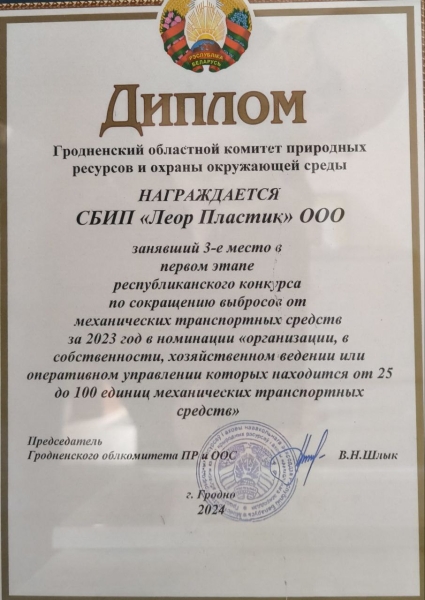 РЭСПУБЛІКА
БЕЛАРУСЬ
Диплом
Гродненский областной комитет природных
ресурсов и охраны окружающей среды
НАГРАЖДАЕТСЯ
СБИП «Леор Пластик» ООО
занявший 3-е место в
первом этапе
республиканского конкурса
по сокращению выбросов от
механических транспортных средств
за 2023 год в номинации «организации, в
собственности, хозяйственном ведении или
оперативном управлении которых находится от 25
до 100 единиц механических транспортных
средств»
Председатель
Гродненского облкомитета ПР и ООС
В.Н.Шлык
г. Гродно
2024